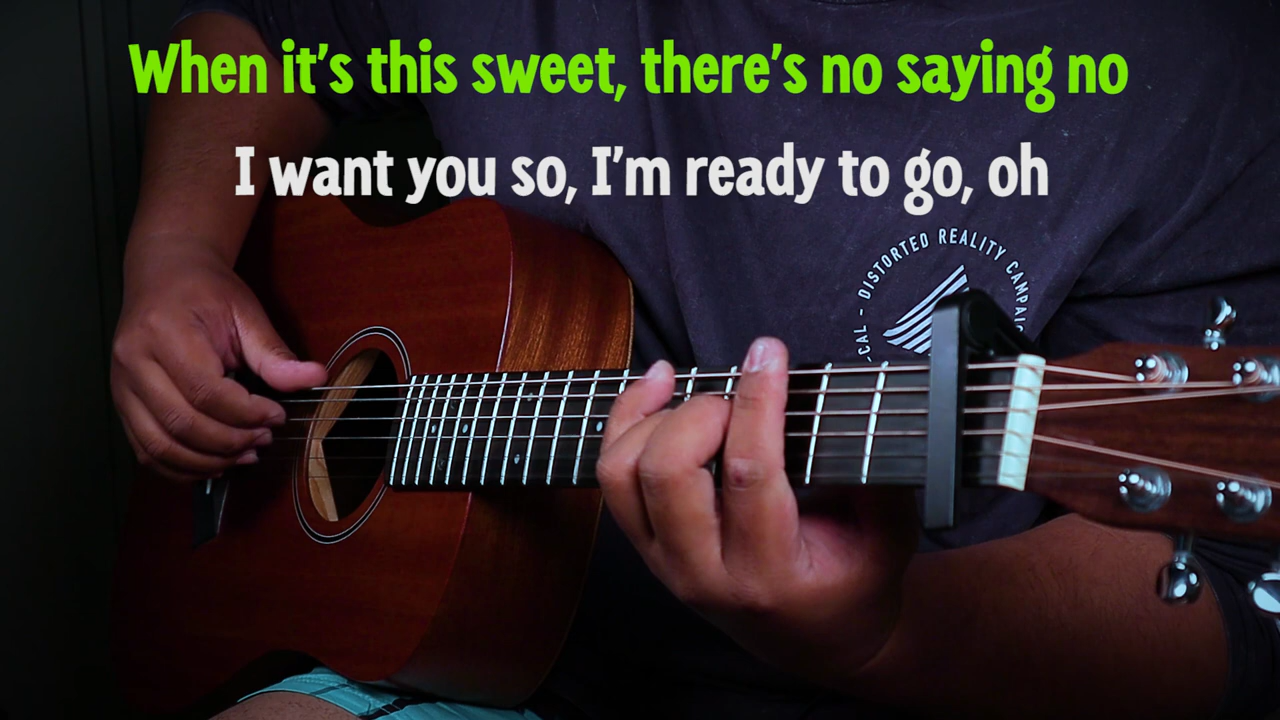 When it's this sweet, there's no saying no
I want you so, I'm ready to go, oh
CAL - DISTORTED REALITY CAMPAIG